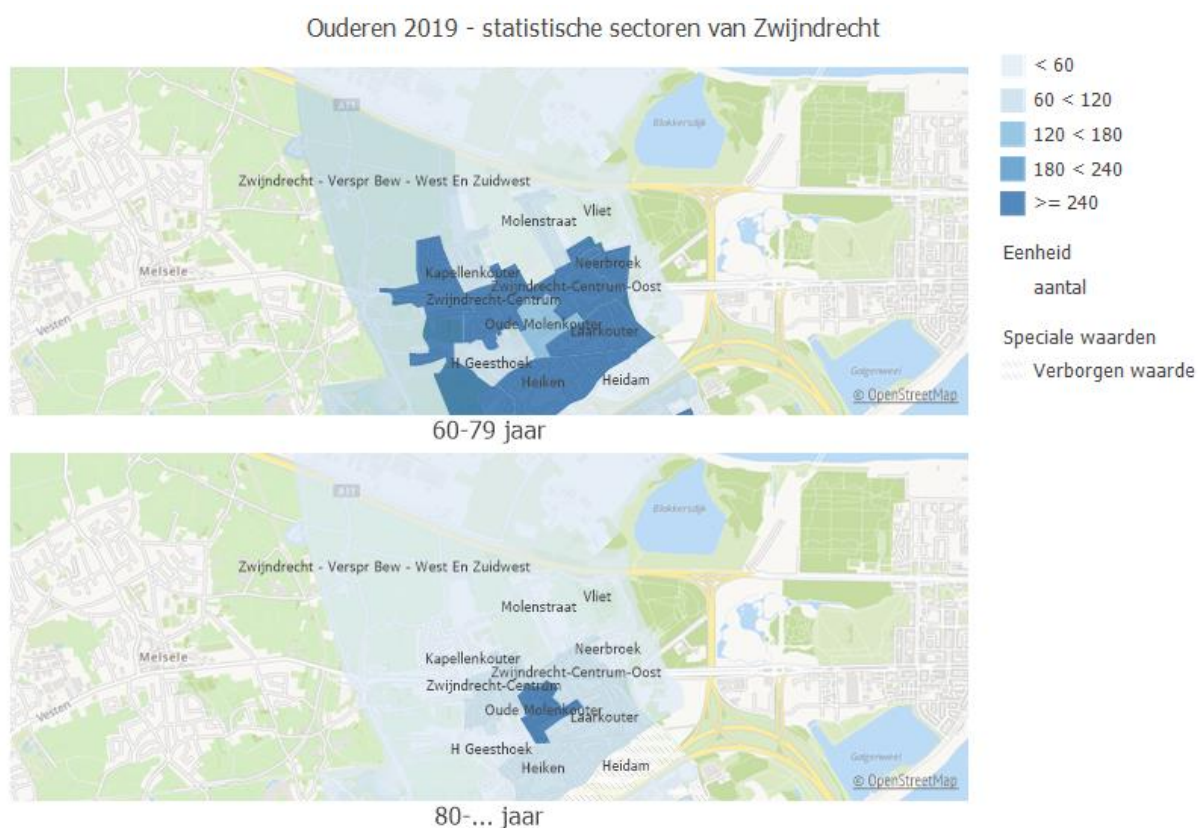 Ouderen 2019 - statistische sectoren van Zwijndrecht
< 60
60 < 120
120 < 180
180 < 240
>= 240
Eenheid
aantal
Speciale waarden
Verborgen waarde
A11
Blokkersdijk
Zwijndrecht - Verspr Bew - West En Zuidwest
Vliet
Molenstraat
Neerbroek
Melsele
Kapellenkouter
Zwijndrecht-Centrum-Oost
Zwijndrecht-Centrum
Vesten
Oude Molenkouter
Laarkouter
H Geesthoek
Heiken
Heidam
Galgenweel
© OpenStreetMap
60-79 jaar
A11
Blokkersdijk
Zwijndrecht - Verspr Bew - West En Zuidwest
Vliet
Molenstraat
Neerbroek
Melsele
Kapellenkouter
Zwijndrecht-Centrum-Oost
Zwijndrecht-Centrum
Vesten
Oude Molenkouter
Laarkouter
H Geesthoek
Heiken
Heidam
Galgenweel
© OpenStreetMap
80-... jaar